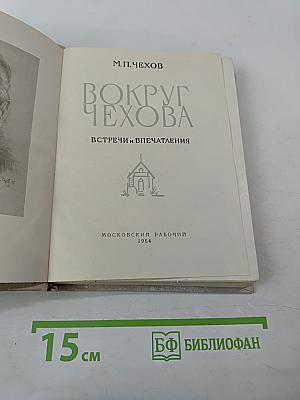 М.П.ЧЕХОВ
ВОКРУГ
ЧЕХОВА
ВСТРЕЧИ и ВПЕЧАТЛЕНИЯ
МОСКОВСКИЙ РАБОЧИЙ
1964
15 см
БФ БИБЛИОФАН